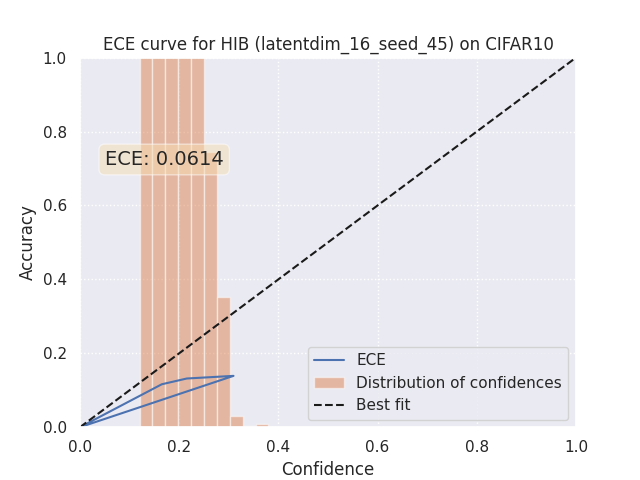 ECE curve for HIB (latentdim_16_seed_45) on CIFAR10
1.0
0.8
0.6
0.4
0.2
0.0
Accuracy
ECE: 0.0614
ECE
Distribution of confidences
Best fit
0.0 0.2 0.4 0.6 0.8 1.0
Confidence